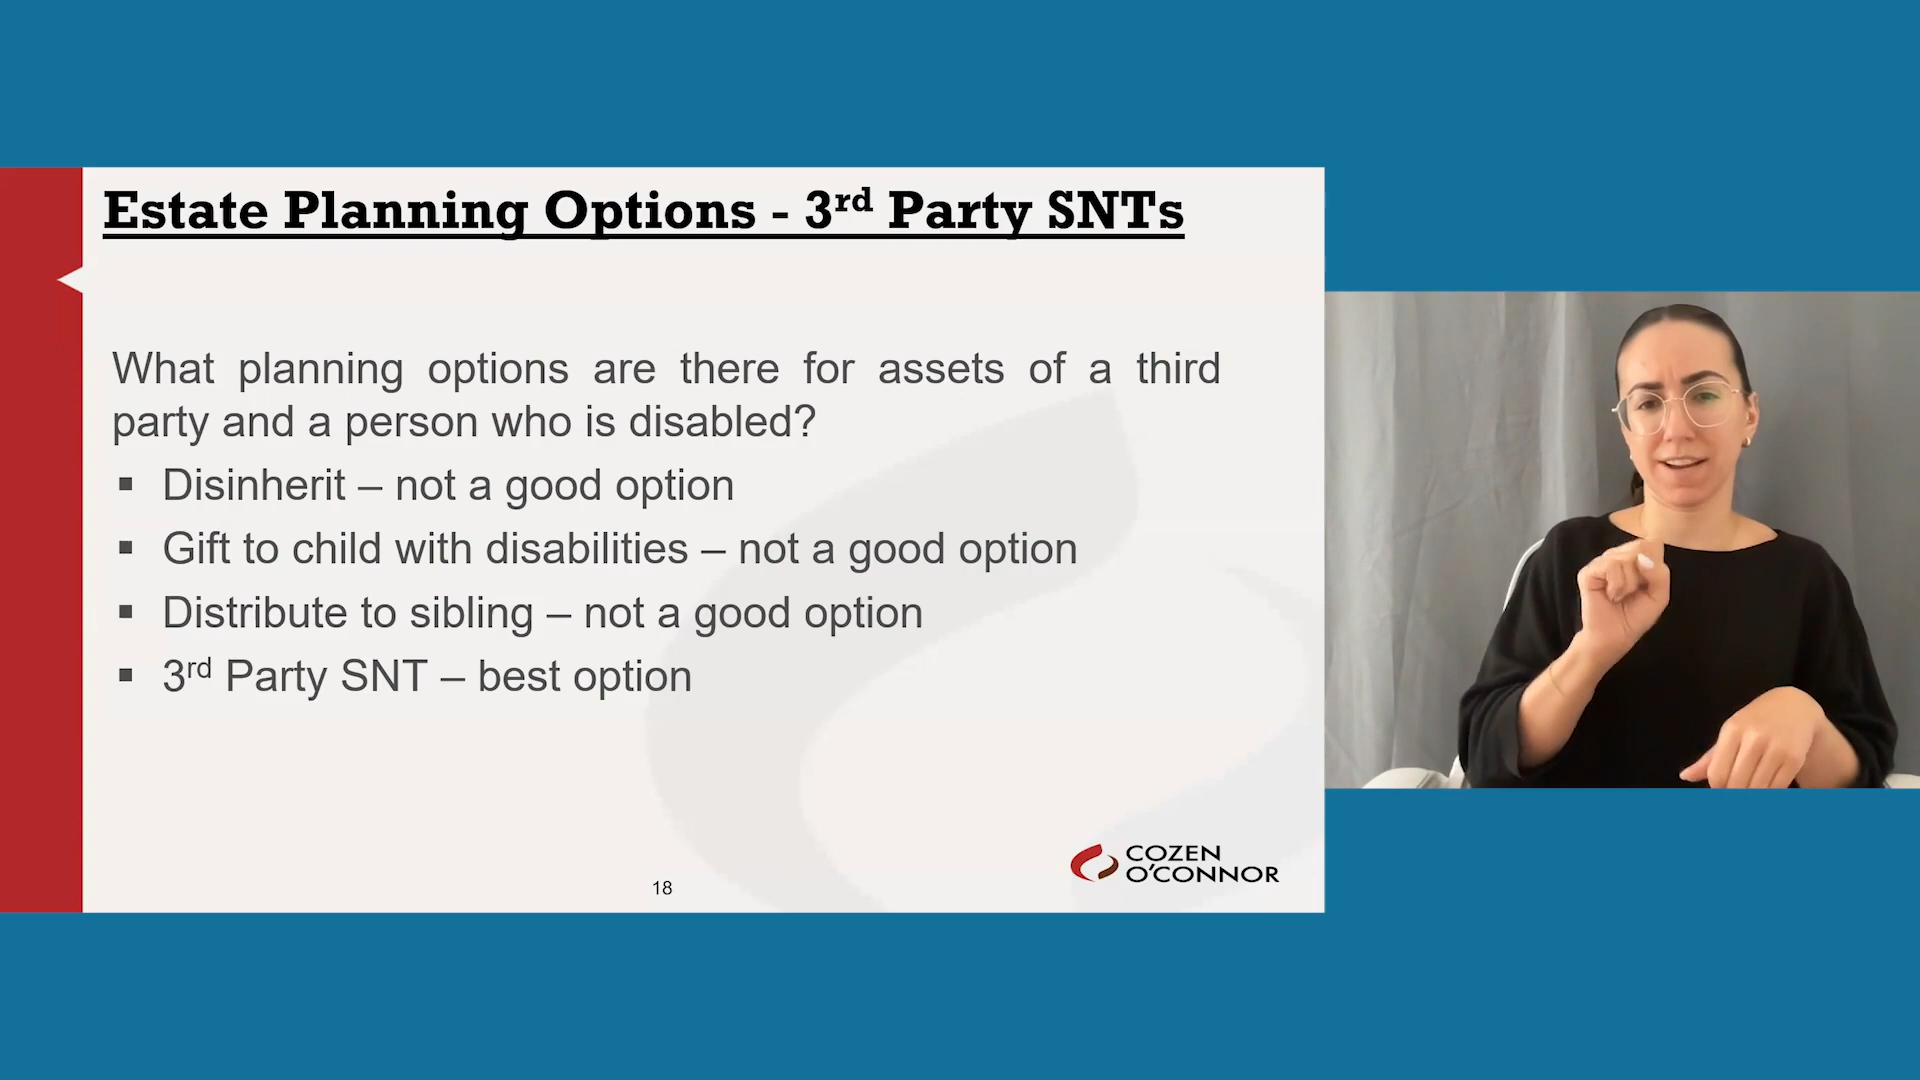 Estate Planning Options - 3rd Party SNTs
What planning options are there for assets of a third
party and a person who is disabled?
▪ Disinherit – not a good option
▪ Gift to child with disabilities – not a good option
▪ Distribute to sibling – not a good option
▪ 3rd Party SNT – best option
COZEN
O'CONNOR
18